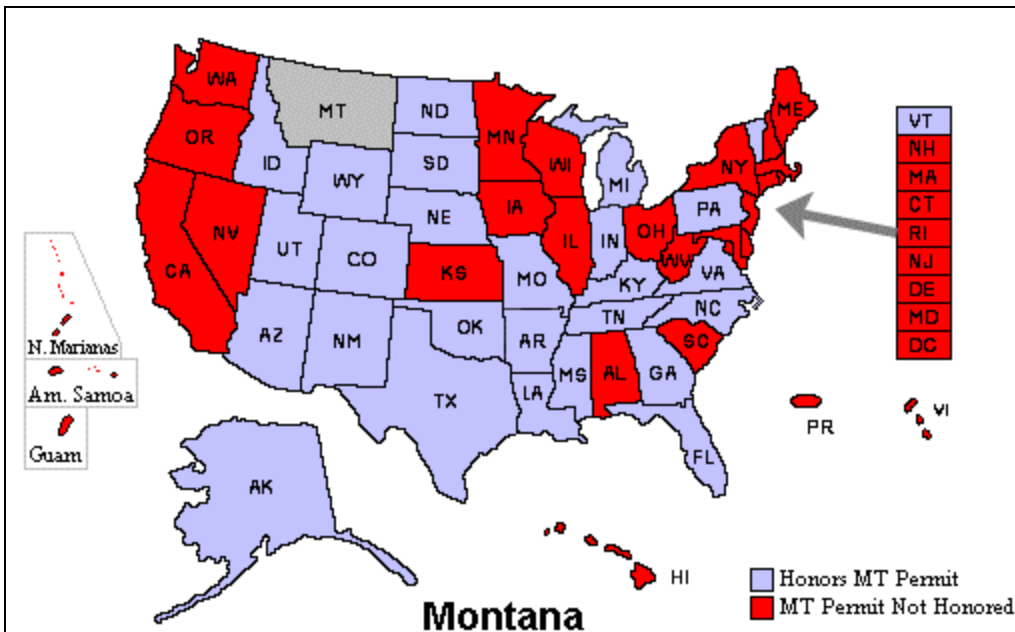 WA
MT
ND
MN
ME
VT
OR
ID
SD
WI
NY
NH
WY
MI
MA
NE
IA
PA
CT
NV
UT
IL
IN
OH
RI
CA
CO
KS
MO
WV
VA
NJ
KY
DE
AZ
NM
OK
AR
TN
NC
MD
SC
DC
N. Marianas
MS
AL
GA
Am. Samoa
TX
LA
PR
VI
Guam
FL
AK
HI
Honors MT Permit
MT Permit Not Honored
Montana